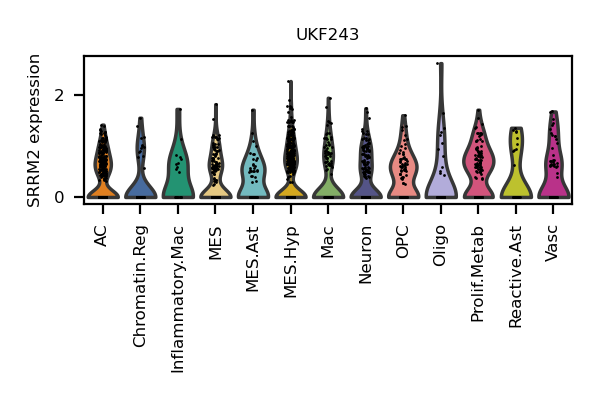 UKF243
SRRM2 expression
2
0
AC
Chromatin.Reg
Inflammatory.Mac
MES
MES.Ast
MES.Hyp
Mac
Neuron
OPC
Oligo
Prolif.Metab
Reactive.Ast
Vasc